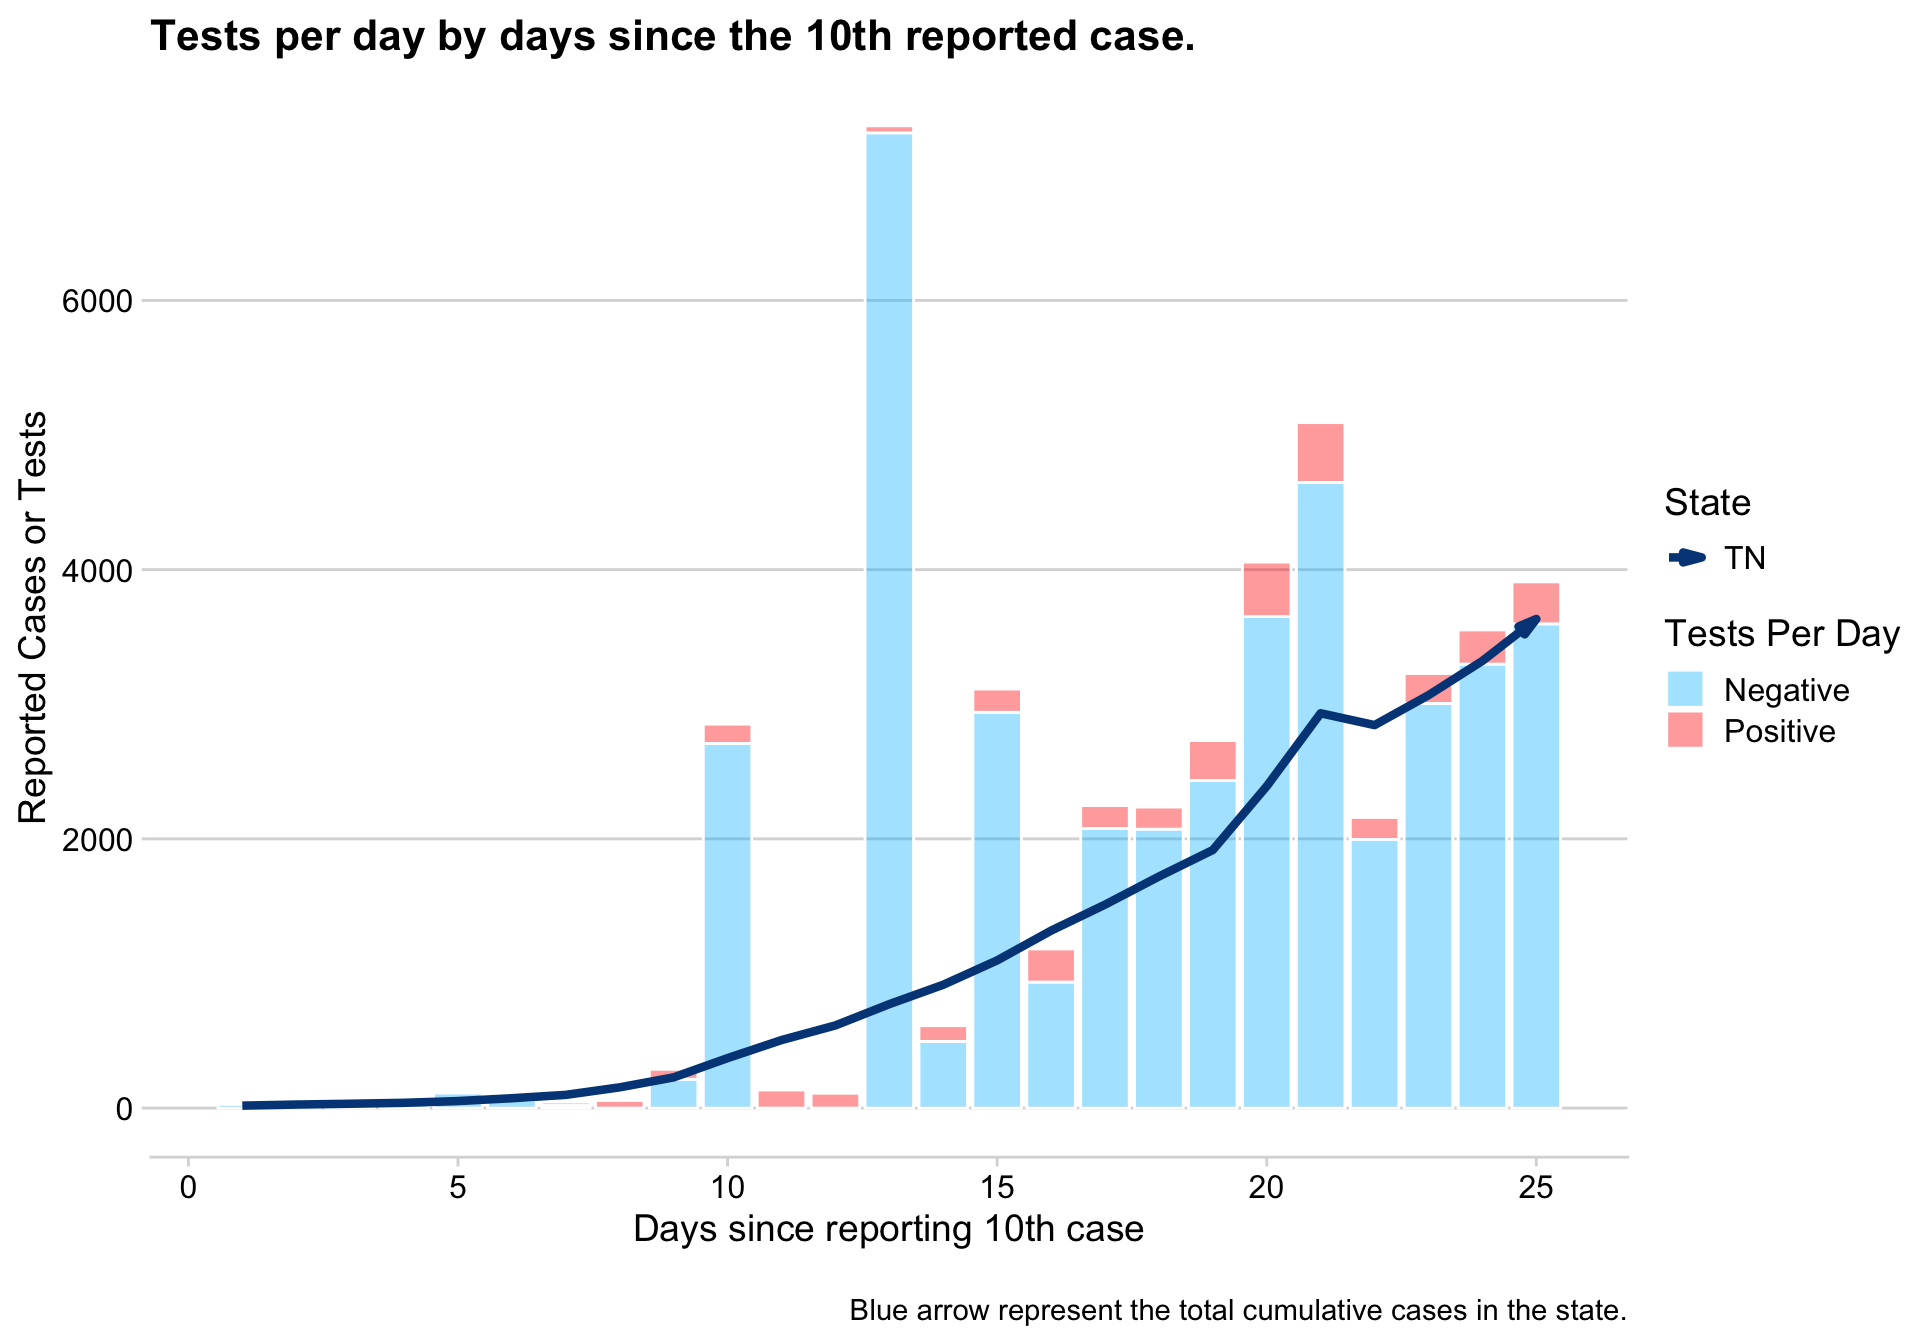 Tests per day by days since the 10th reported case.
Reported Cases or Tests
6000
4000
2000
0
0 5 10 15 20 25
Days since reporting 10th case
State
TN
Tests Per Day
Negative
Positive
Blue arrow represent the total cumulative cases in the state.